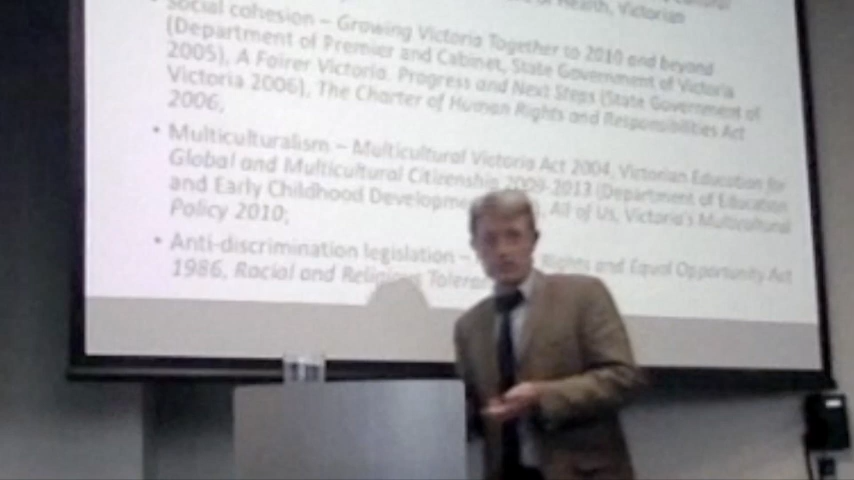 of Health, Victorian
Social cohesion – Growing Victoria Together to 2010 and beyond
(Department of Premier and Cabinet, State Government of Victoria
2005), A Fairer Victoria. Progress and Next Steps (State Government of
Victoria 2006), The Charter of Human Rights and Responsibilities Act
2006,
• Multiculturalism – Multicultural Victoria Act 2004, Victorian Education for
Global and Multicultural Citizenship 2009-2013 (Department of Education
and Early Childhood Developme All of Us, Victoria's Multicultural
Policy 2010;
• Anti-discrimination legislation – Rights and Equal Opportunity Act
1986, Racial and Religious Toleran